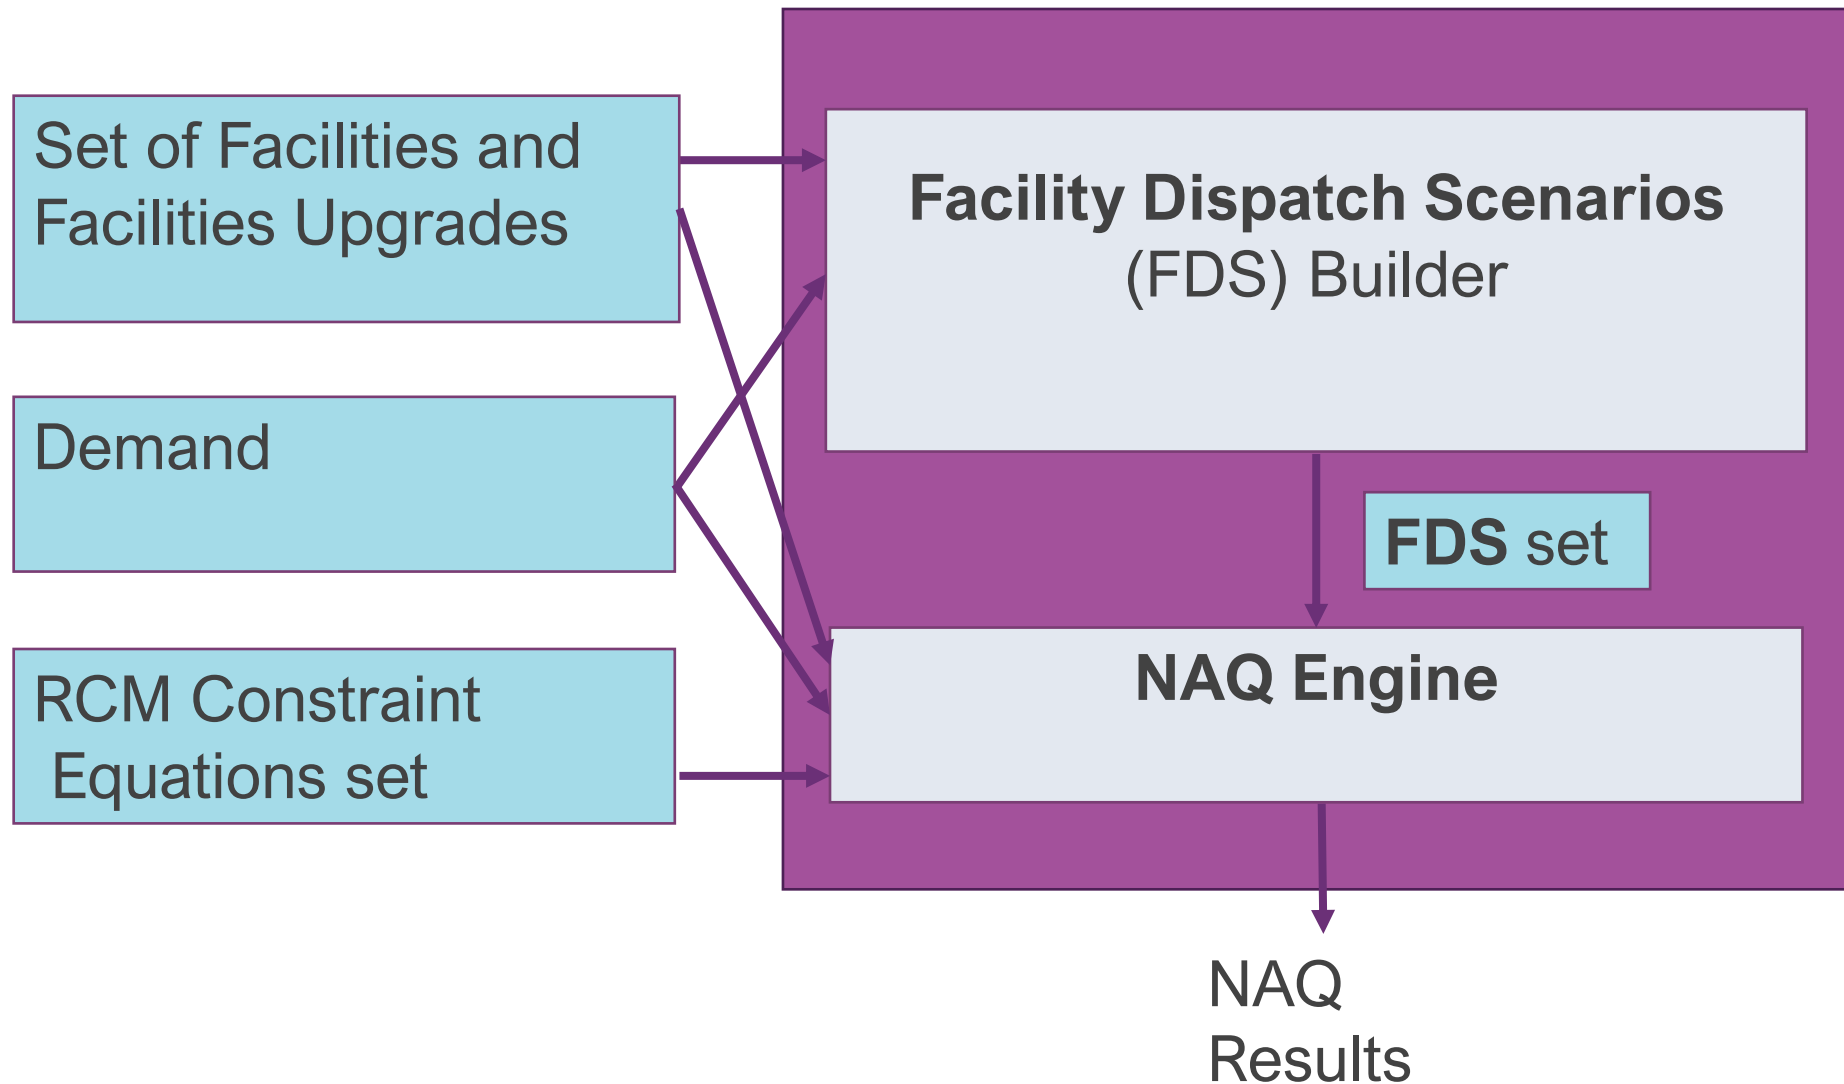 Set of Facilities and
Facilities Upgrades
Demand
RCM Constraint
Equations set
Facility Dispatch Scenarios
(FDS) Builder
FDS set
NAQ Engine
NAQ
Results